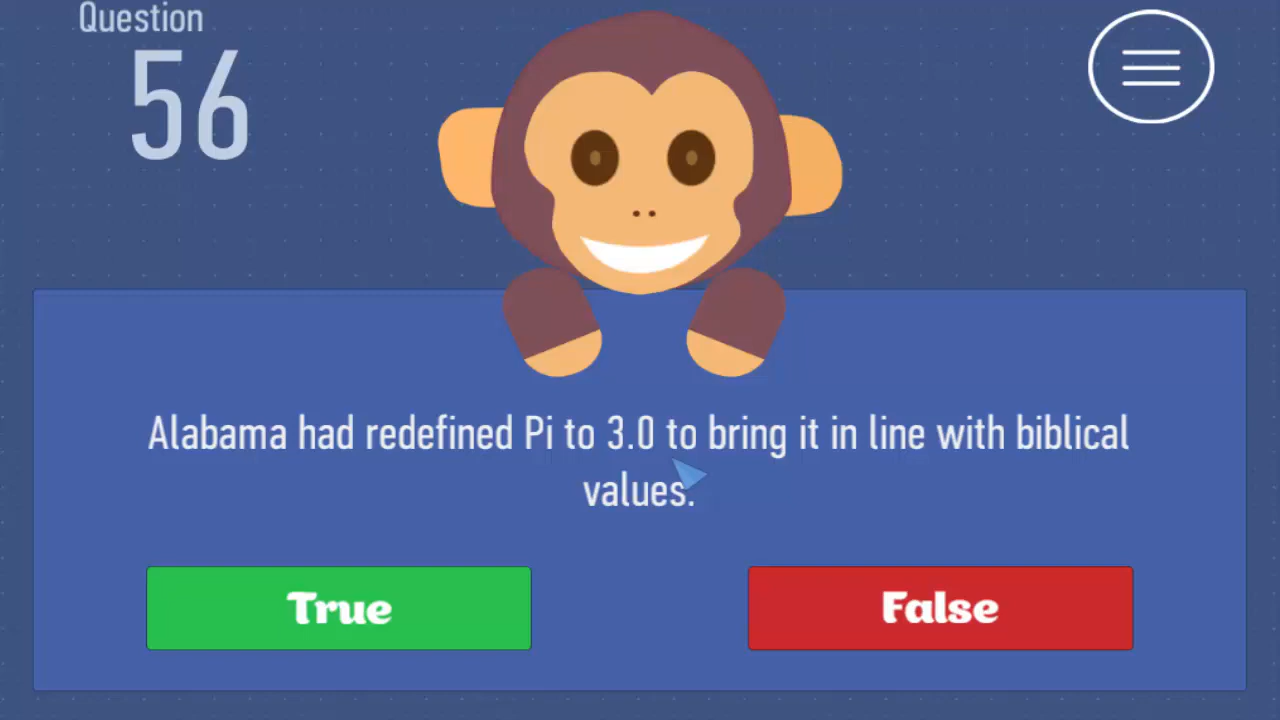 Question
56
Alabama had redefined Pi to 3.0 to bring it in line with biblical
values.
True
False